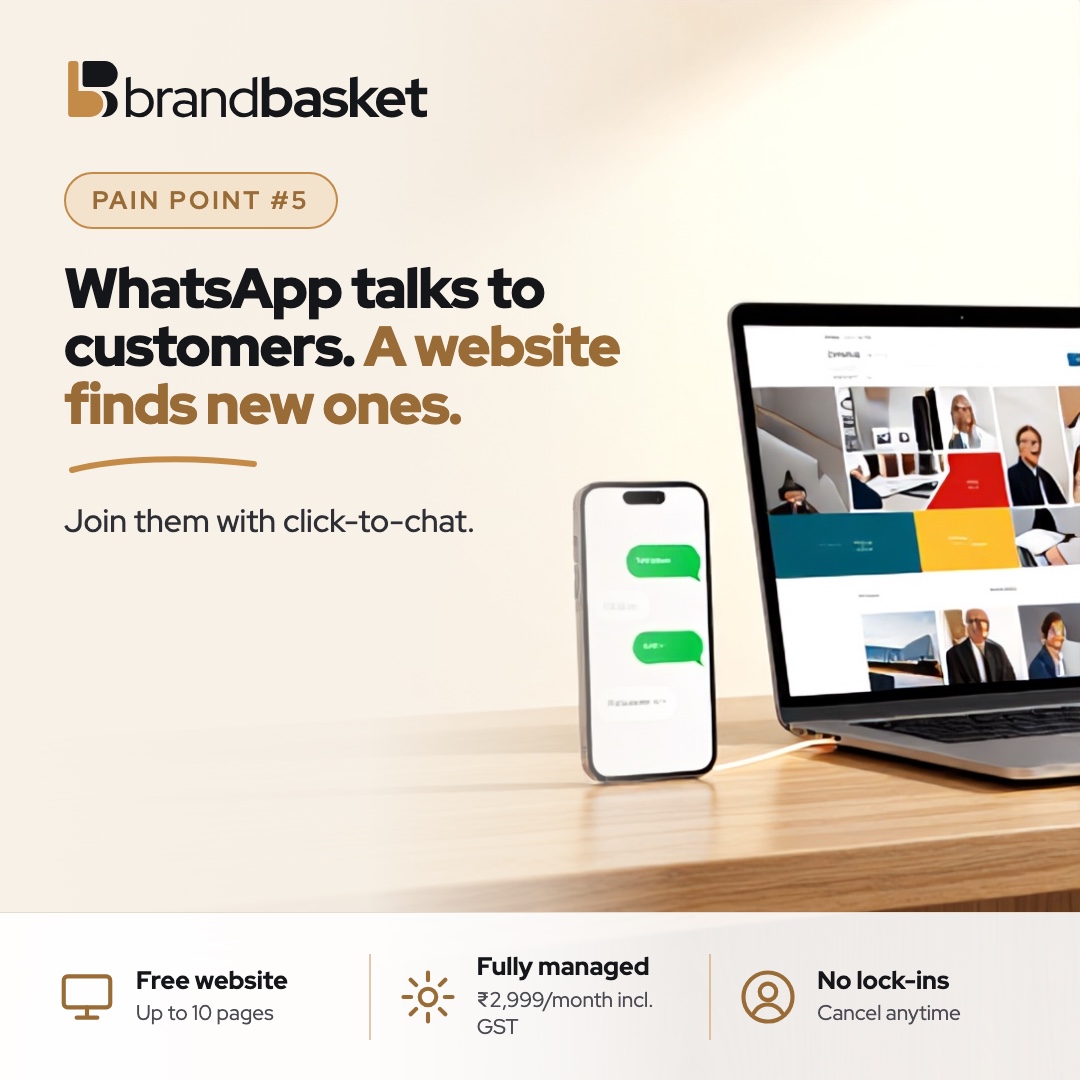 brandbasket
PAIN POINT #5
WhatsApp talks to
customers. A website
finds new ones.
Join them with click-to-chat.
Free website
Up to 10 pages
Fully managed
₹2,999/month incl.
GST
No lock-ins
Cancel anytime